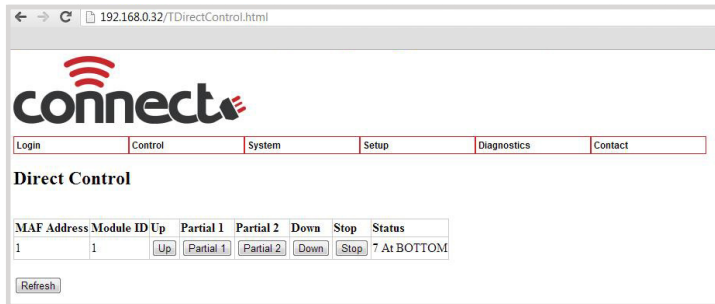 192.168.0.32/TDirectControl.html
connect
Login Control System Setup Diagnostics Contact
Direct Control
MAF Address Module ID Up Partial 1 Partial 2 Down Stop Status
1 1 Up Partial 1 Partial 2 Down Stop 7 At BOTTOM
Refresh